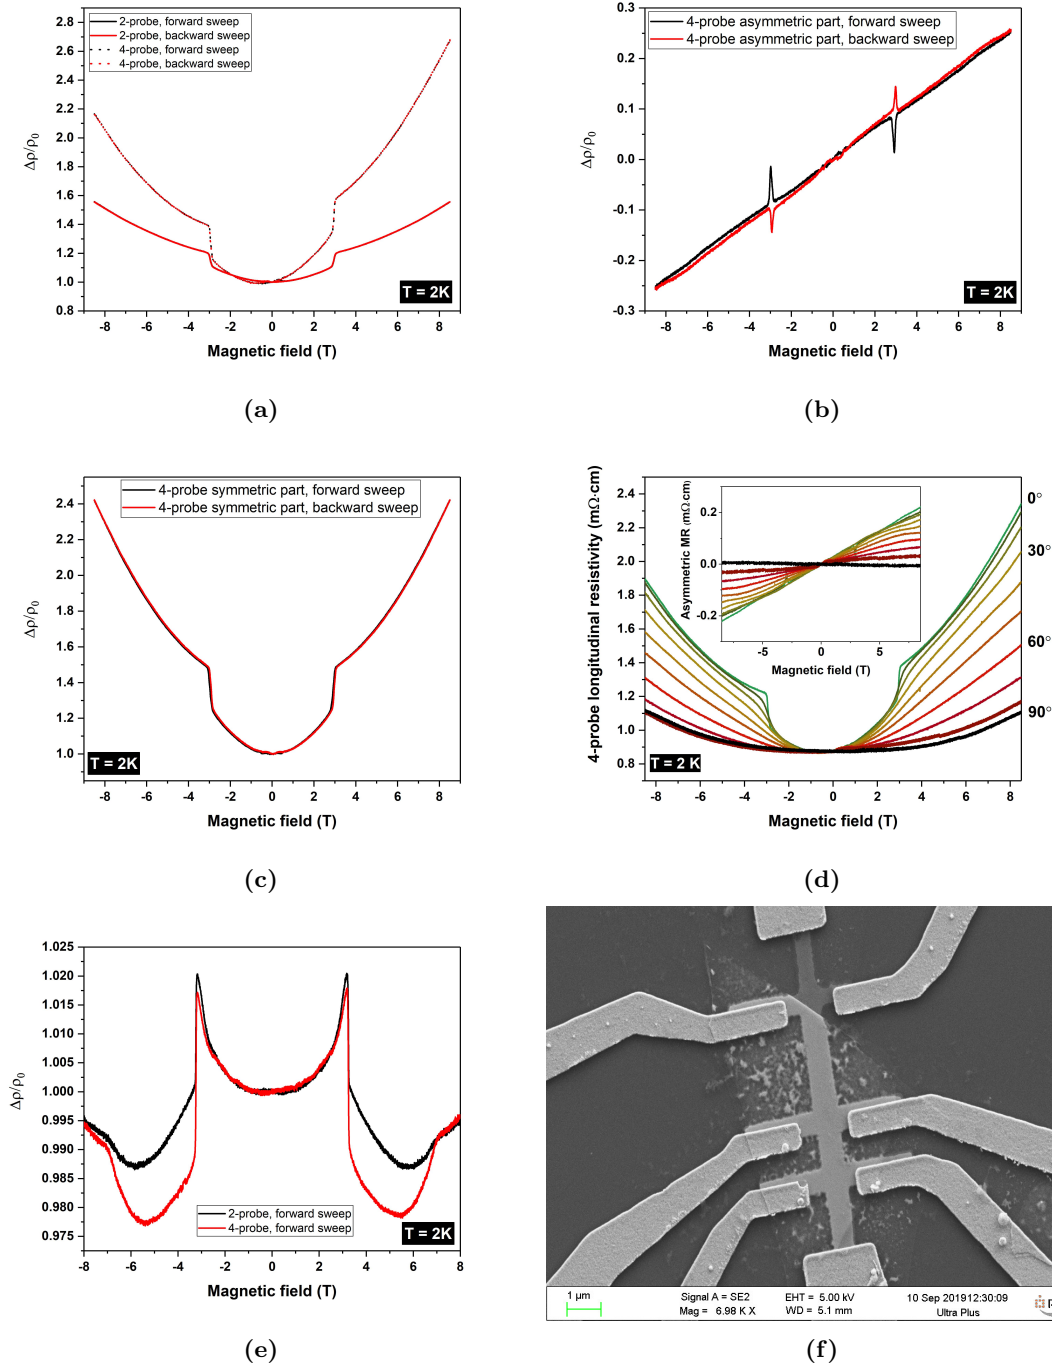 2-probe, forward sweep
2-probe, backward sweep
4-probe, forward sweep
4-probe, backward sweep
Δρ/ρ0
3.0
2.8
2.6
2.4
2.2
2.0
1.8
1.6
1.4
1.2
1.0
0.8
T = 2K
-8 -6 -4 -2 0 2 4 6 8
Magnetic field (T)
(a)
4-probe asymmetric part, forward sweep
4-probe asymmetric part, backward sweep
Δρ/ρ0
0.3
0.2
0.1
0.0
-0.1
-0.2
-0.3
T = 2K
-8 -6 -4 -2 0 2 4 6 8
Magnetic field (T)
(b)
4-probe symmetric part, forward sweep
4-probe symmetric part, backward sweep
Δρ/ρ0
2.4
2.2
2.0
1.8
1.6
1.4
1.2
1.0
T = 2K
-8 -6 -4 -2 0 2 4 6 8
Magnetic field (T)
(c)
4-probe longitudinal resistivity (mΩ·cm)
2.4
2.2
2.0
1.8
1.6
1.4
1.2
1.0
0.8
Asymmetric MR (mΩ cm)
0.2
0.0
-0.2
-5 0 5
Magnetic field (T)
0°
30°
60°
90°
T = 2 K
-8 -6 -4 -2 0 2 4 6 8
Magnetic field (T)
(d)
Δρ/ρ0
1.025
1.020
1.015
1.010
1.005
1.000
0.995
0.990
0.985
0.980
0.975
2-probe, forward sweep
4-probe, forward sweep
T = 2K
-8 -6 -4 -2 0 2 4 6 8
Magnetic field (T)
(e)
1 µm
Signal A = SE2
Mag = 6.98 K X
EHT = 5.00 kV
WD = 5.1 mm
10 Sep 2019 12:30:09
Ultra Plus
(f)